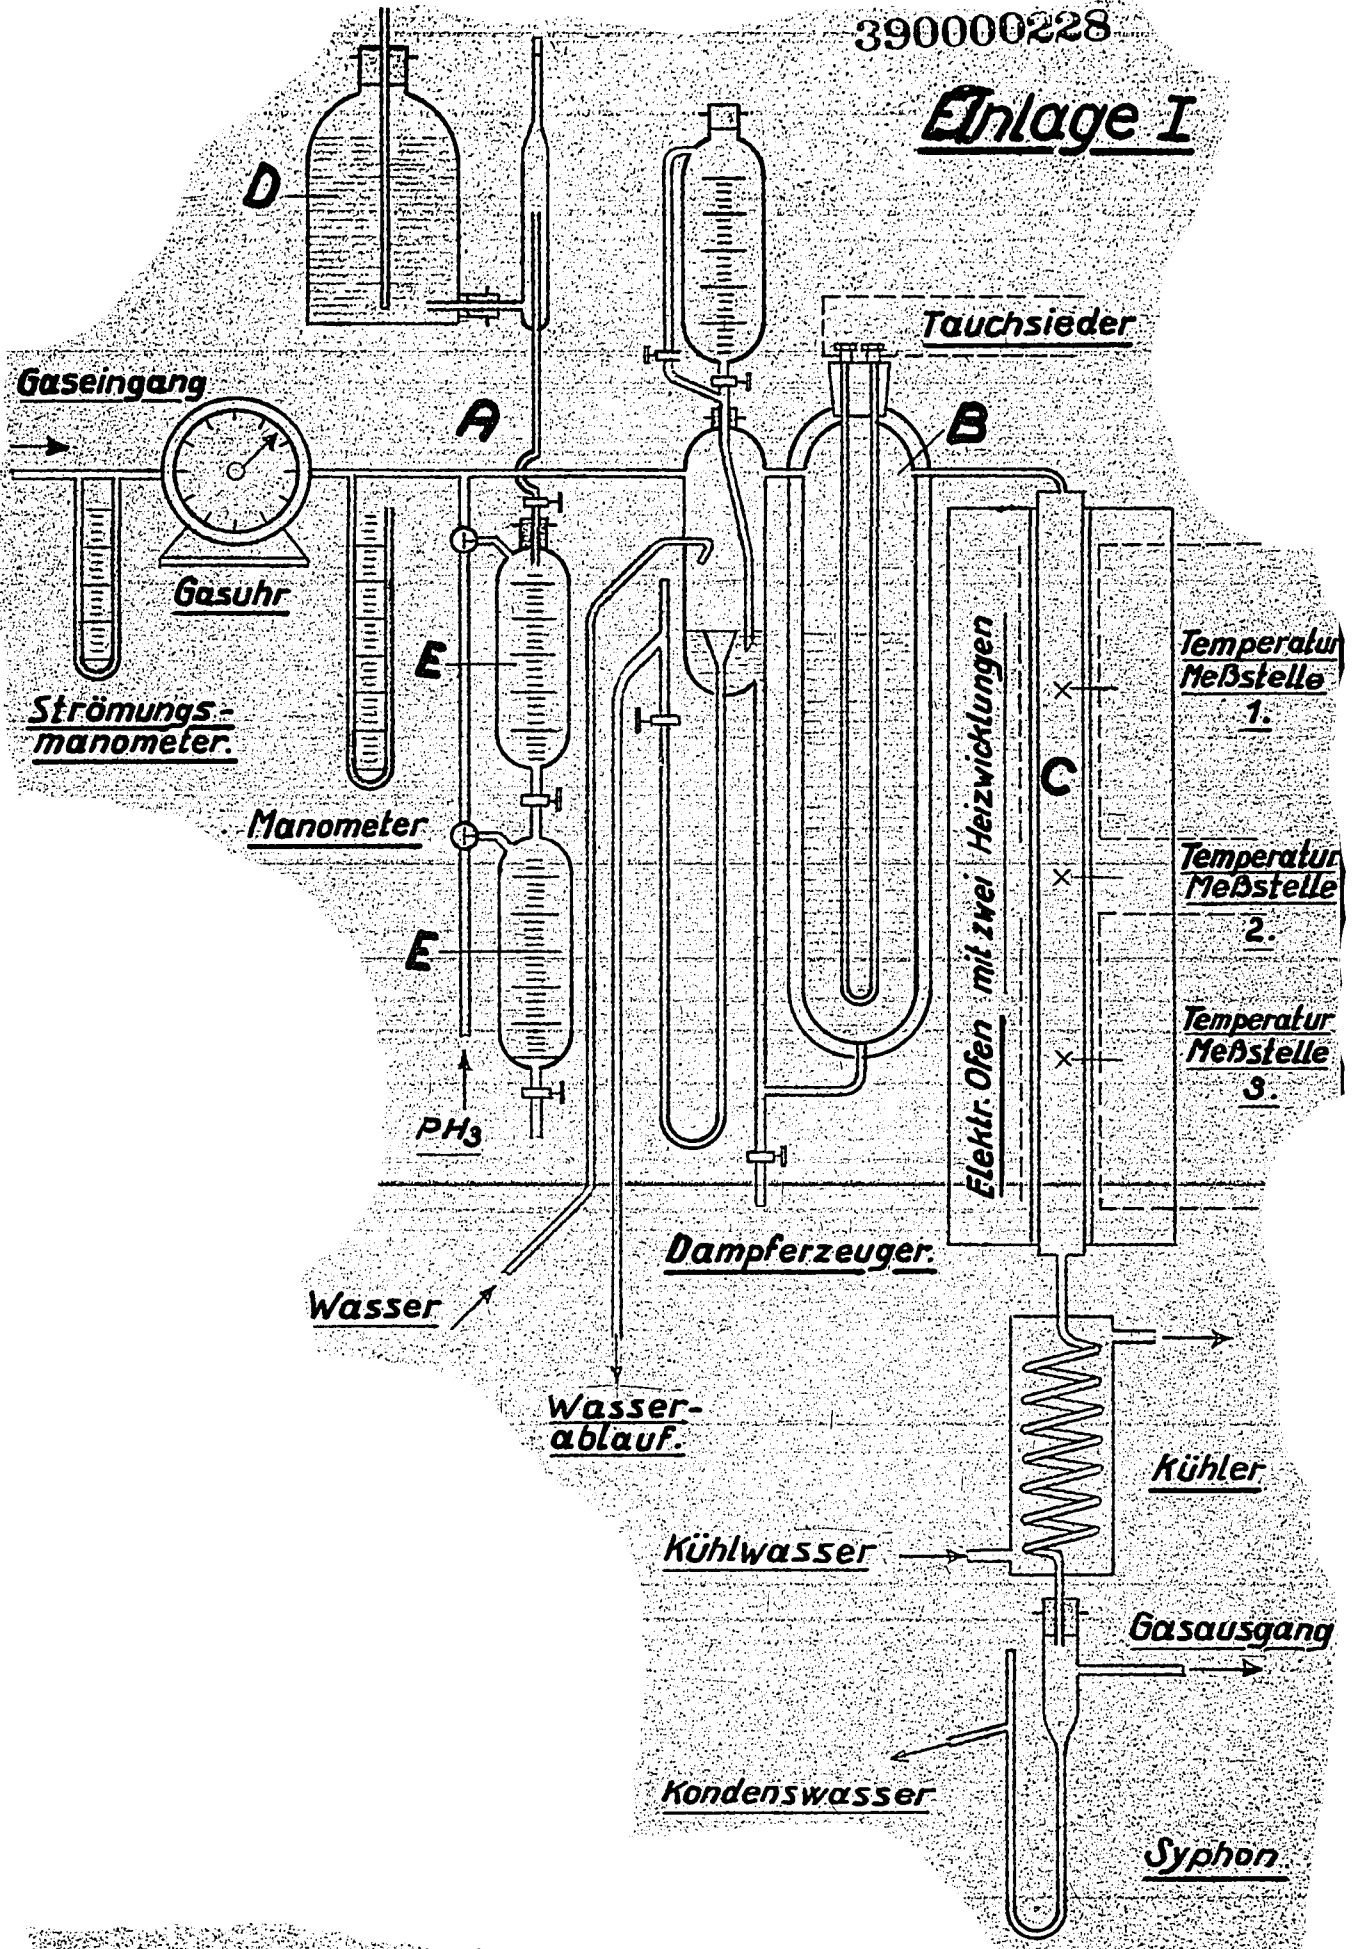 390000228
Einlage I
D
Tauchsieder
Gaseingang
A
B
Gasuhr
E
Strömungs-
manometer.
Manometer
E
PH3
Elektr. Ofen mit zwei Heizwicklungen
C
Temperatur
Meßstelle
1.
Temperatur
Meßstelle
2.
Temperatur
Meßstelle
3.
Dampferzeuger.
Wasser
Wasser-
ablauf.
Kühler
Kühlwasser
Gasausgang
Kondenswasser
Syphon.